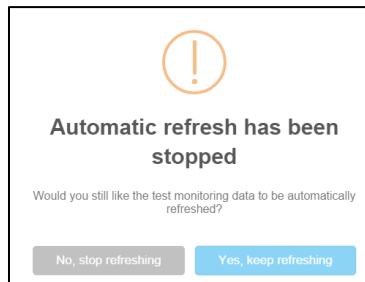 Automatic refresh has been
stopped
Would you still like the test monitoring data to be automatically
refreshed?
No, stop refreshing
Yes, keep refreshing